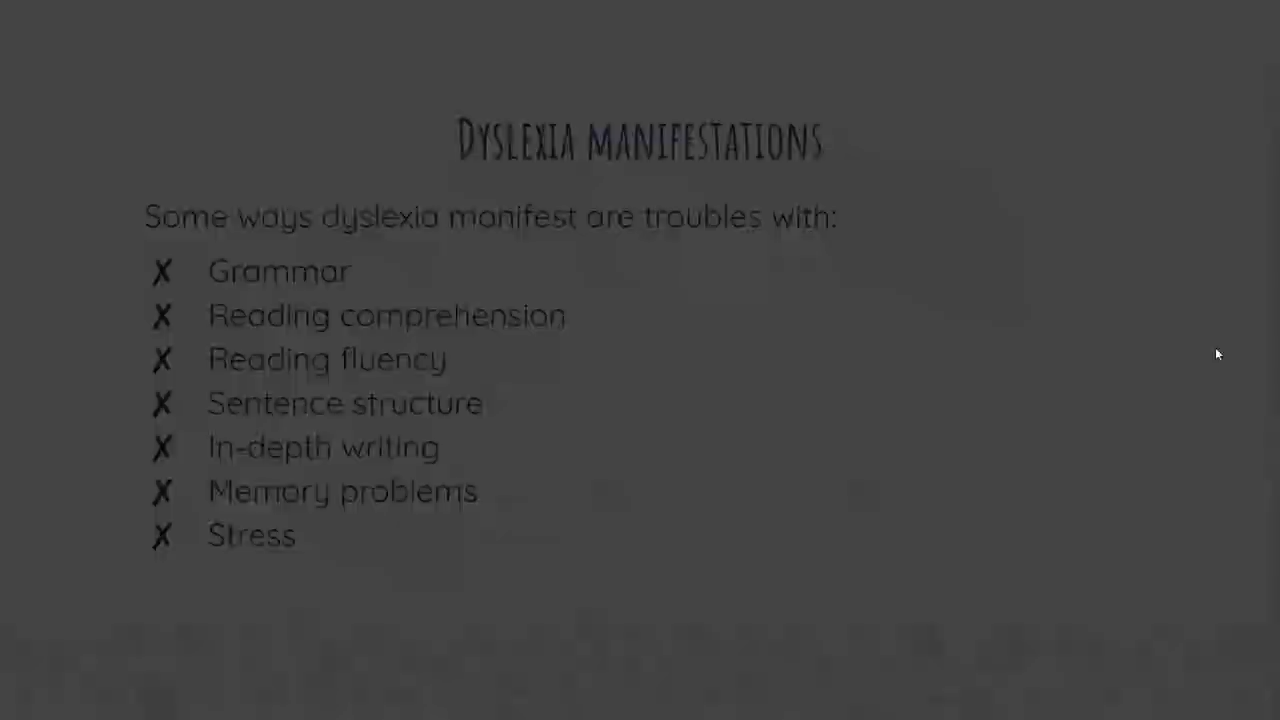 Dyslexia manifestations
Some ways dyslexia manifest are troubles with:
✗ Grammar
✗ Reading comprehension
✗ Reading fluency
✗ Sentence structure
✗ In-depth writing
✗ Memory problems
✗ Stress